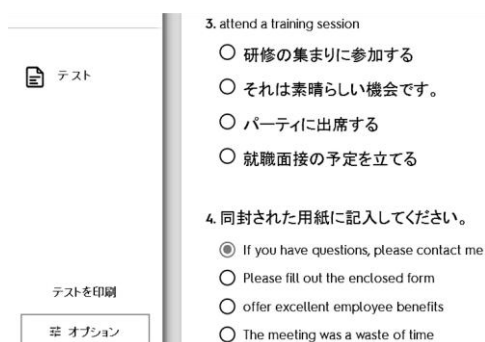 テスト
テストを印刷
オプション
3. attend a training session
研修の集まりに参加する
それは素晴らしい機会です。
パーティに出席する
就職面接の予定を立てる
4. 同封された用紙に記入してください。
If you have questions, please contact me
Please fill out the enclosed form
offer excellent employee benefits
The meeting was a waste of time